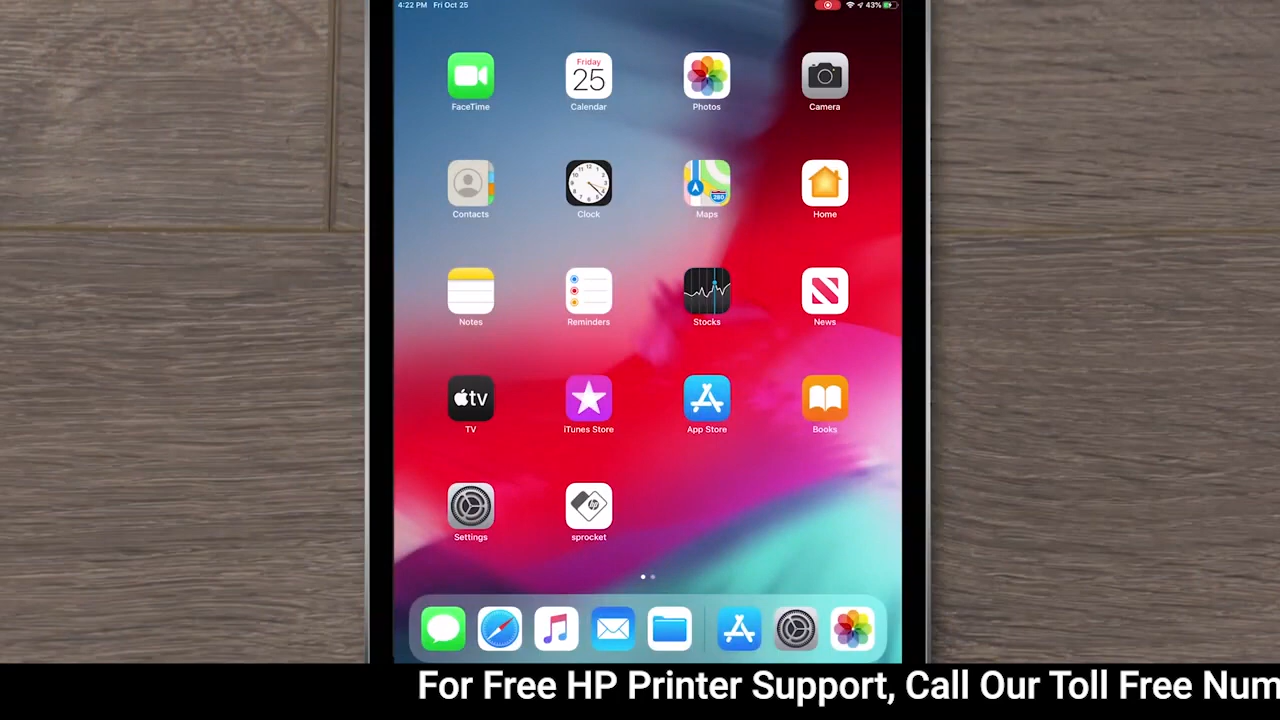 4:22 PM Fri Oct 25
43%
FaceTime
Friday
25
Calendar
Photos
Camera
Contacts
Clock
280
Maps
Home
Notes
Reminders
Stocks
News
tv
TV
iTunes Store
App Store
Books
Settings
hp
sprocket
For Free HP Printer Support, Call Our Toll Free Num